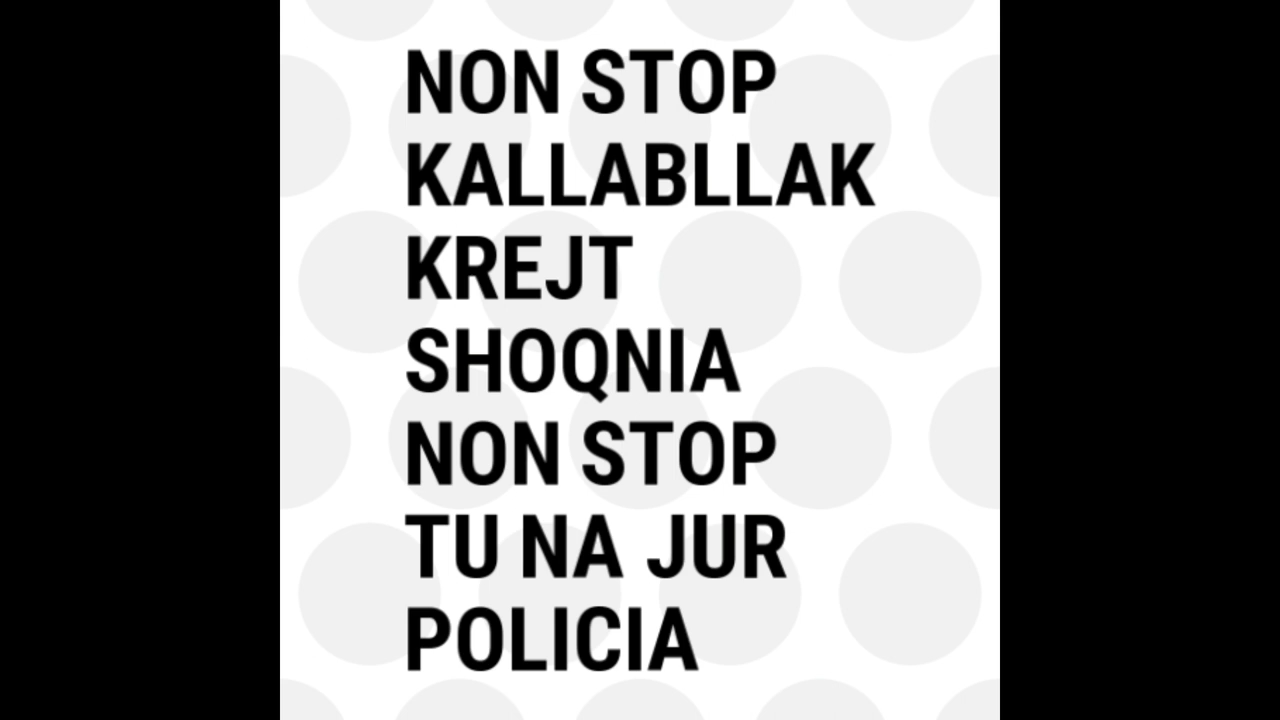 NON STOP
KALLABLLAK
KREJT
SHOQNIA
NON STOP
TU NA JUR
POLICIA